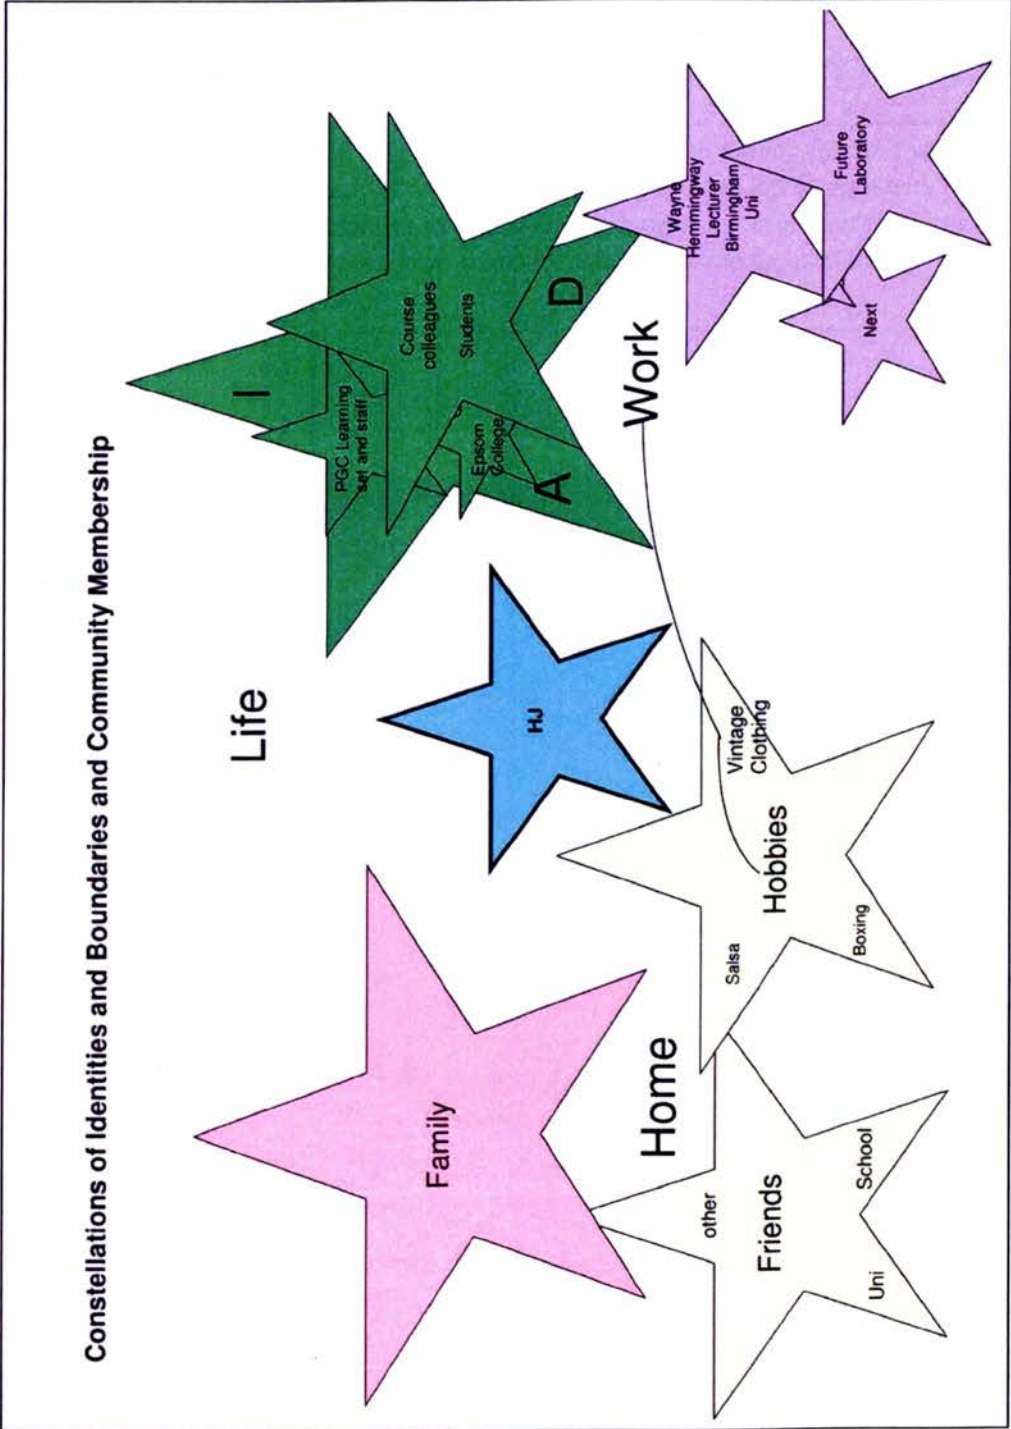 Constellations of Identities and Boundaries and Community Membership
Life
Family
Home
other
Friends
Uni
School
HJ
Salsa
Hobbies
Boxing
Vintage
Clothing
Work
I
PGC Learning
set and staff
Course
colleagues
Students
Epsom
College
A
D
Wayne
Hemmingway
Lecturer
Birmingham
Uni
Future
Laboratory
Next